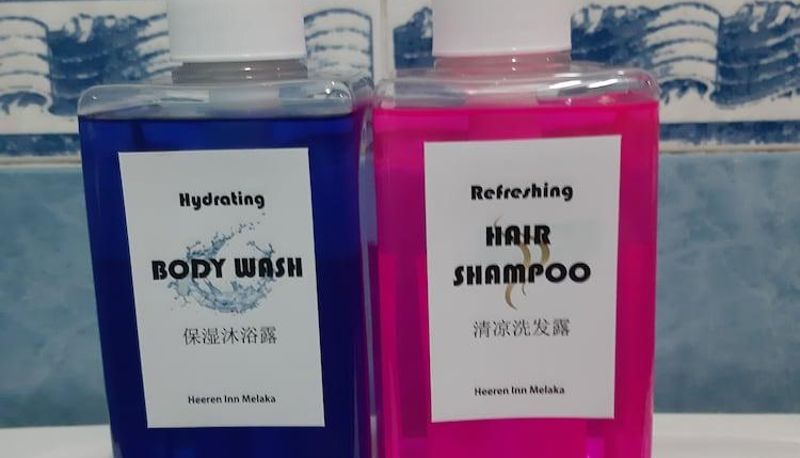 Hydrating
BODY WASH
保湿沐浴露
Heeren Inn Melaka
Refreshing
HAIR
SHAMPOO
清凉洗发露
Heeren Inn Melaka